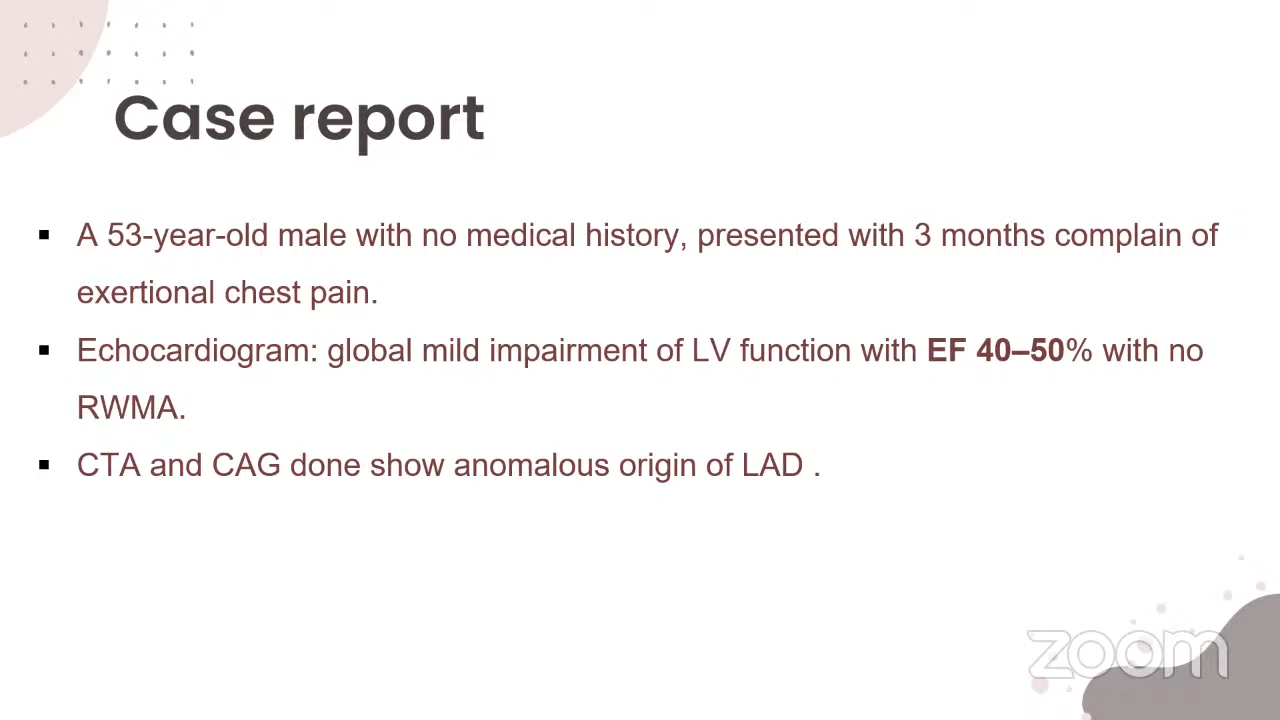 Case report
▪ A 53-year-old male with no medical history, presented with 3 months complain of
exertional chest pain.
▪ Echocardiogram: global mild impairment of LV function with EF 40–50% with no
RWMA.
▪ CTA and CAG done show anomalous origin of LAD .
zoom